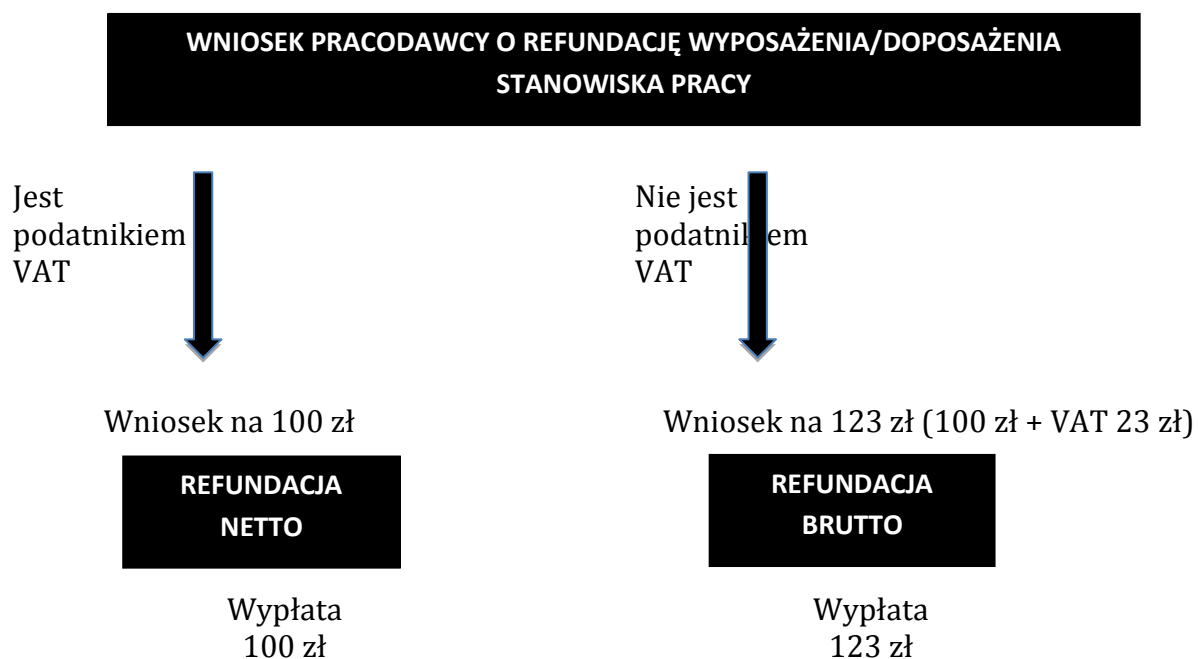 WNIOSEK PRACODAWCY O REFUNDACJĘ WYPOSAŻENIA/DOPOSAŻENIA
STANOWISKA PRACY
Jest
podatnikiem
VAT
Nie jest
podatnikiem
VAT
Wniosek na 100 zł
Wniosek na 123 zł (100 zł + VAT 23 zł)
REFUNDACJA
NETTO
REFUNDACJA
BRUTTO
Wypłata
100 zł
Wypłata
123 zł